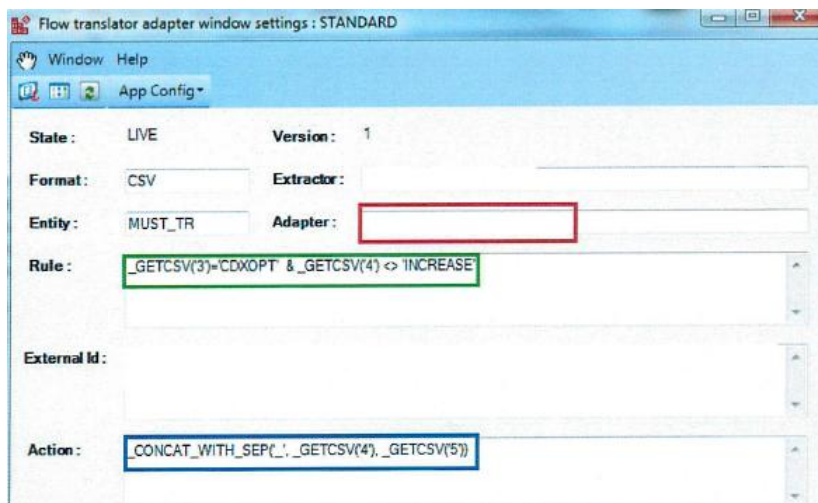 Flow translator adapter window settings : STANDARD
Window Help
App Config
State : LIVE Version : 1
Format : CSV Extractor :
Entity : MUST_TR Adapter :
Rule : _GETCSV('3')='CDXOPT' & _GETCSV('4') <> 'INCREASE'
External Id :
Action : _CONCAT_WITH_SEP('_', _GETCSV('4'), _GETCSV('5'))